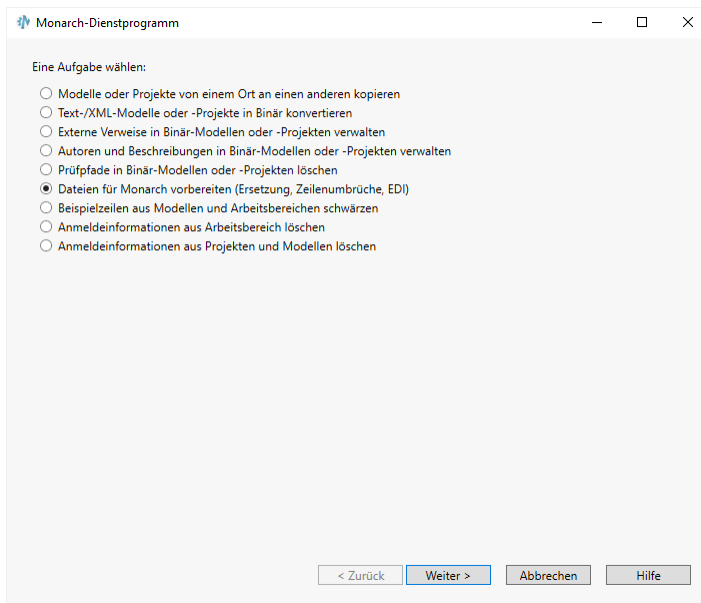 Monarch-Dienstprogramm
Eine Aufgabe wählen:
Modelle oder Projekte von einem Ort an einen anderen kopieren
Text-/XML-Modelle oder -Projekte in Binär konvertieren
Externe Verweise in Binär-Modellen oder -Projekten verwalten
Autoren und Beschreibungen in Binär-Modellen oder -Projekten verwalten
Prüfpfade in Binär-Modellen oder -Projekten löschen
Dateien für Monarch vorbereiten (Ersetzung, Zeilenumbrüche, EDI)
Beispielzeilen aus Modellen und Arbeitsbereichen schwärzen
Anmeldeinformationen aus Arbeitsbereich löschen
Anmeldeinformationen aus Projekten und Modellen löschen
< Zurück Weiter > Abbrechen Hilfe